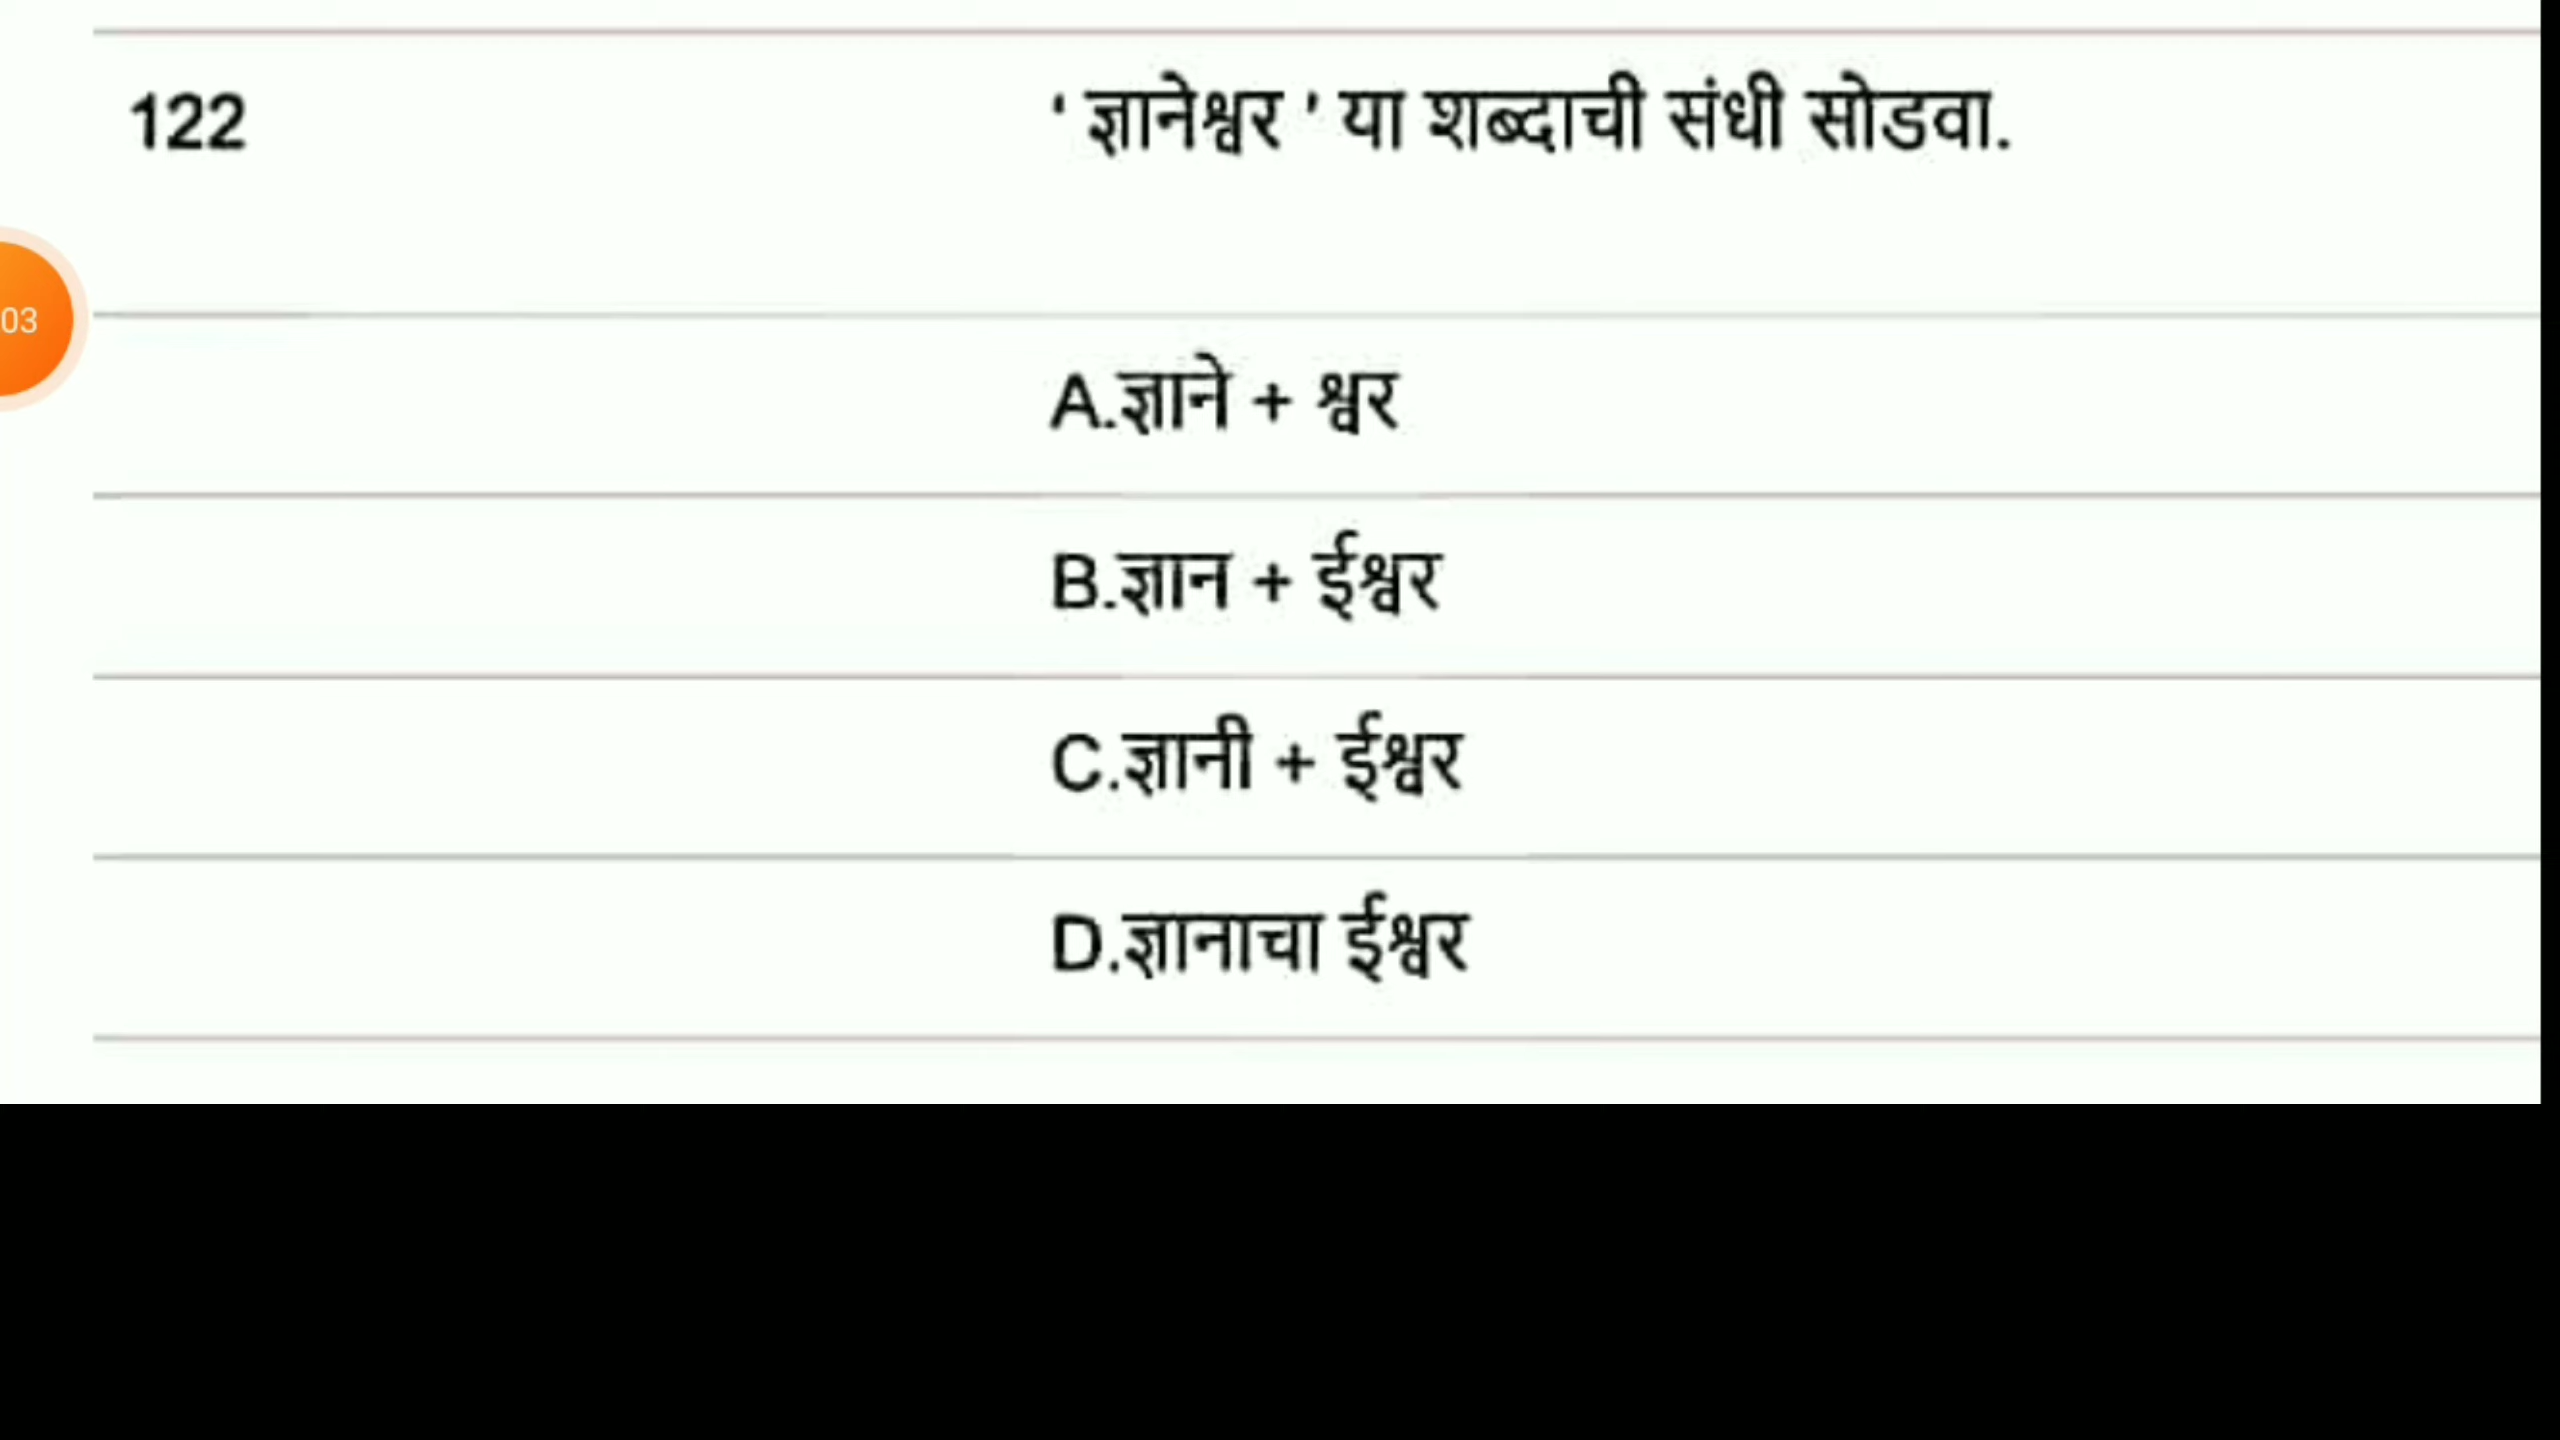 122 ‘ ज्ञानेश्वर ’ या शब्दाची संधी सोडवा.
03
A.ज्ञाने + श्वर
B.ज्ञान + ईश्वर
C.ज्ञानी + ईश्वर
D.ज्ञानाचा ईश्वर